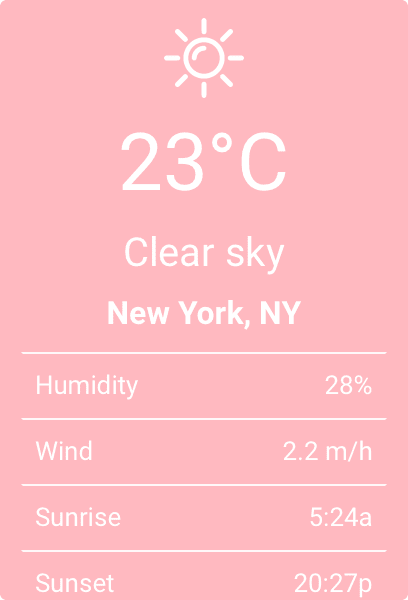 23°C
Clear sky
New York, NY
Humidity 28%
Wind 2.2 m/h
Sunrise 5:24a
Sunset 20:27p